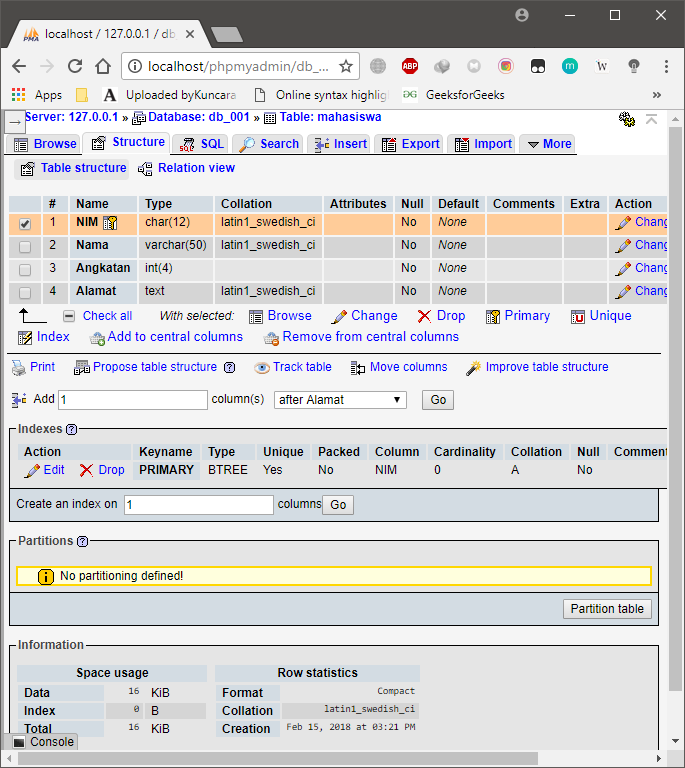 localhost / 127.0.0.1 / db_
localhost/phpmyadmin/db_...
Apps A Uploaded byKuncara Online syntax highlig GeeksforGeeks »
Server: 127.0.0.1 » Database: db_001 » Table: mahasiswa
Browse Structure SQL Search Insert Export Import More
Table structure Relation view
# Name Type Collation Attributes Null Default Comments Extra Action
1 NIM char(12) latin1_swedish_ci No None Chang
2 Nama varchar(50) latin1_swedish_ci No None Chang
3 Angkatan int(4) No None Chang
4 Alamat text latin1_swedish_ci No None Chang
Check all With selected: Browse Change Drop Primary Unique
Index Add to central columns Remove from central columns
Print Propose table structure Track table Move columns Improve table structure
Add 1 column(s) after Alamat Go
Indexes
Action Keyname Type Unique Packed Column Cardinality Collation Null Comment
Edit Drop PRIMARY BTREE Yes No NIM 0 A No
Create an index on 1 columns Go
Partitions
No partitioning defined!
Partition table
Information
Space usage Row statistics
Data 16 KiB Format Compact
Index 0 B Collation latin1_swedish_ci
Total 16 KiB Creation Feb 15, 2018 at 03:21 PM
Console